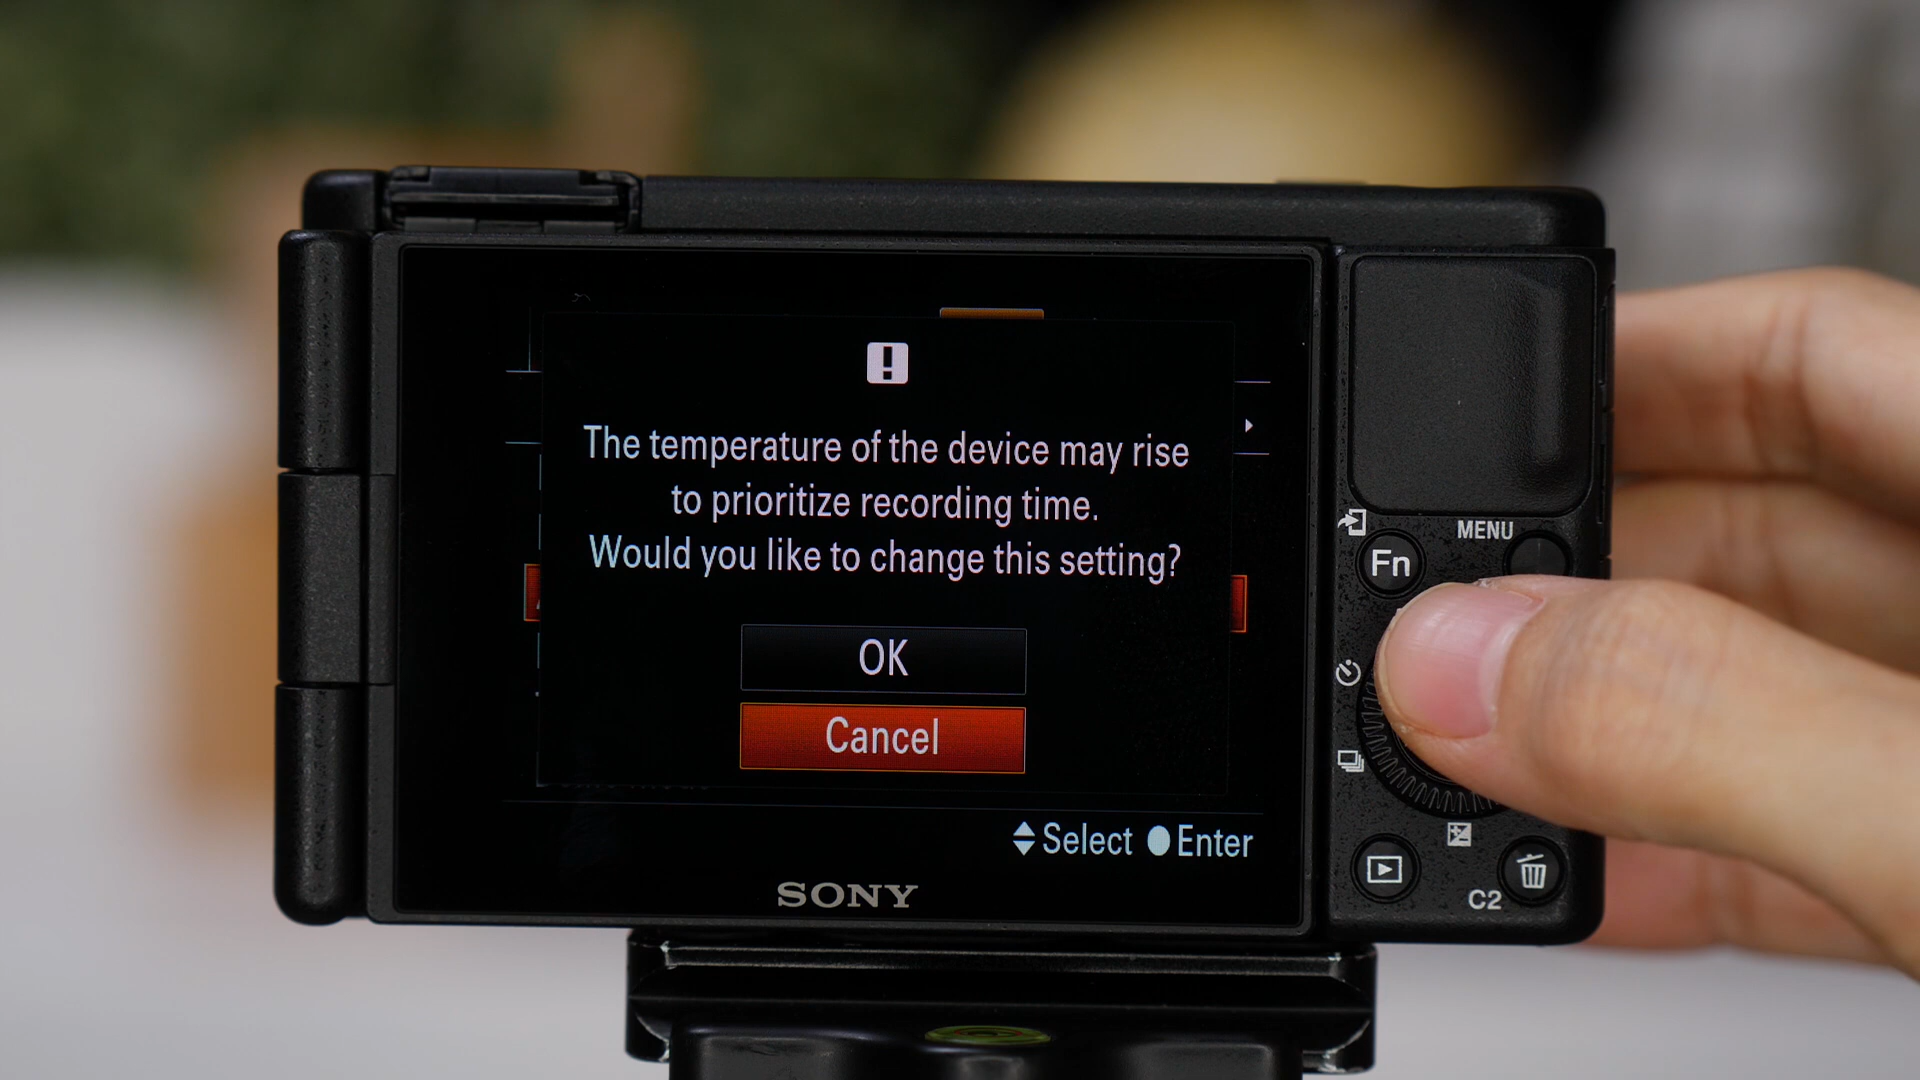 !
The temperature of the device may rise
to prioritize recording time.
Would you like to change this setting?
OK
Cancel
Select Enter
SONY
MENU
Fn
C2